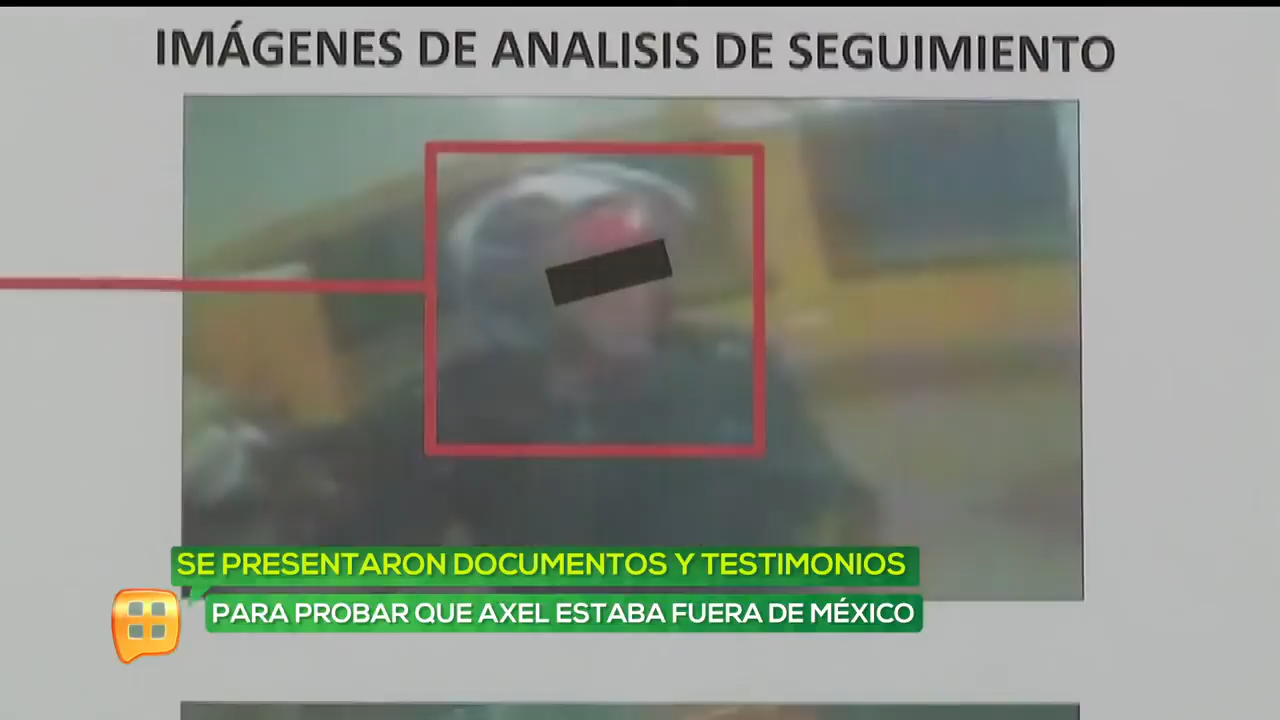 IMÁGENES DE ANALISIS DE SEGUIMIENTO
SE PRESENTARON DOCUMENTOS Y TESTIMONIOS
PARA PROBAR QUE AXEL ESTABA FUERA DE MÉXICO